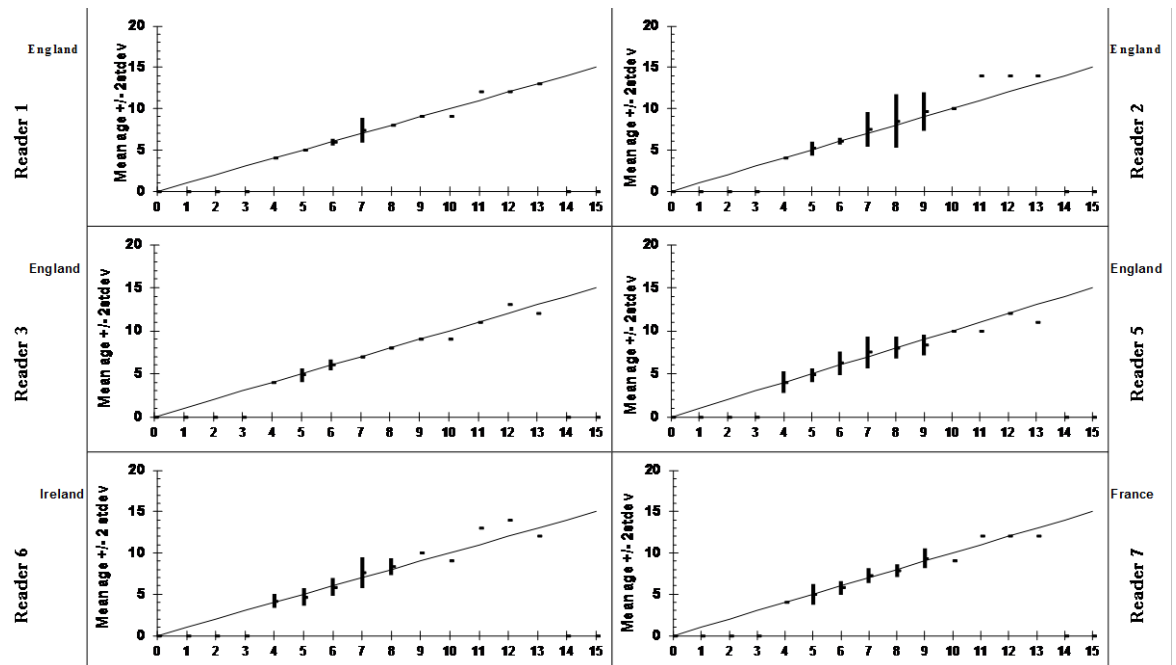 England
Reader 1
Mean age +/- 2stdev
20
15
10
5
0
0 1 2 3 4 5 6 7 8 9 10 11 12 13 14 15
England
Reader 2
Mean age +/- 2stdev
20
15
10
5
0
0 1 2 3 4 5 6 7 8 9 10 11 12 13 14 15
England
Reader 3
Mean age +/- 2stdev
20
15
10
5
0
0 1 2 3 4 5 6 7 8 9 10 11 12 13 14 15
England
Reader 5
Mean age +/- 2stdev
20
15
10
5
0
0 1 2 3 4 5 6 7 8 9 10 11 12 13 14 15
Ireland
Reader 6
Mean age +/- 2 stdev
20
15
10
5
0
0 1 2 3 4 5 6 7 8 9 10 11 12 13 14 15
France
Reader 7
Mean age +/- 2stdev
20
15
10
5
0
0 1 2 3 4 5 6 7 8 9 10 11 12 13 14 15